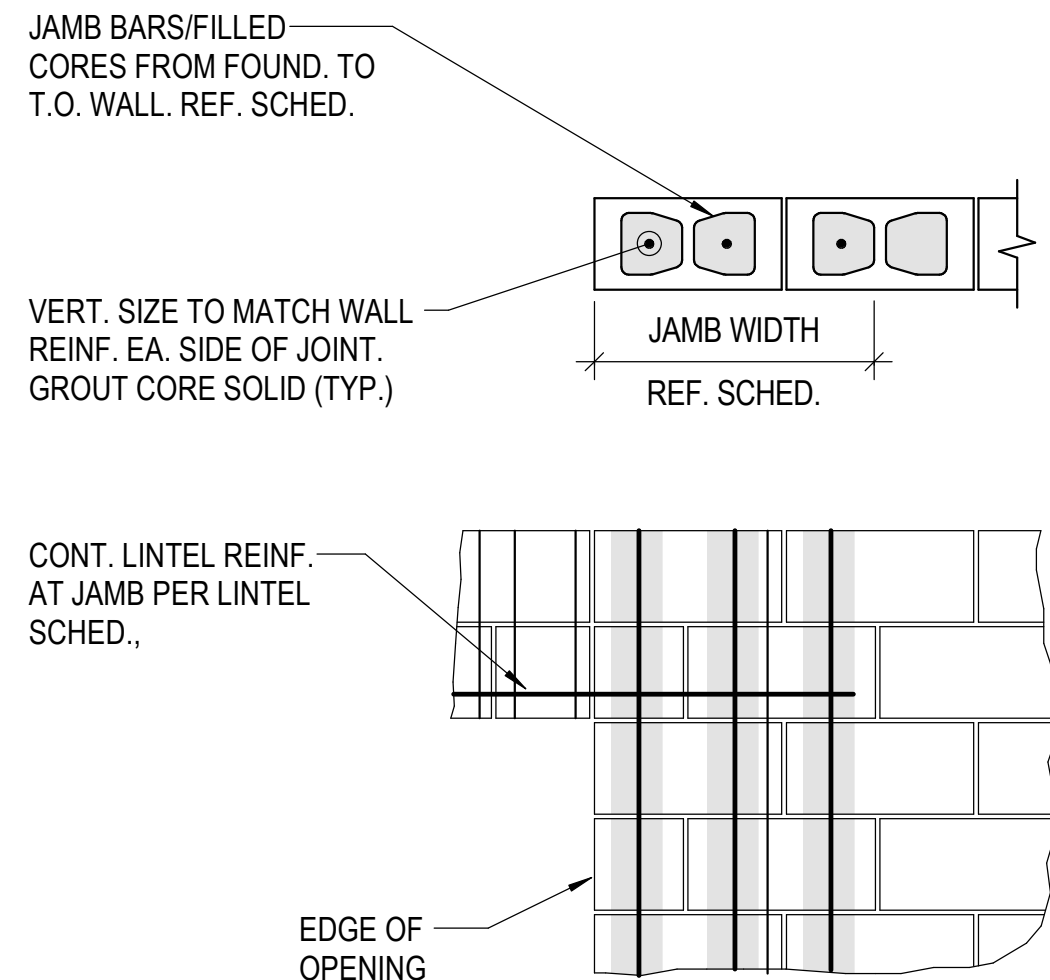 JAMB BARS/FILLED
CORES FROM FOUND. TO
T.O. WALL. REF. SCHED.
VERT. SIZE TO MATCH WALL
REINF. EA. SIDE OF JOINT.
GROUT CORE SOLID (TYP.)
JAMB WIDTH
REF. SCHED.
CONT. LINTEL REINF.
AT JAMB PER LINTEL
SCHED.,
EDGE OF
OPENING